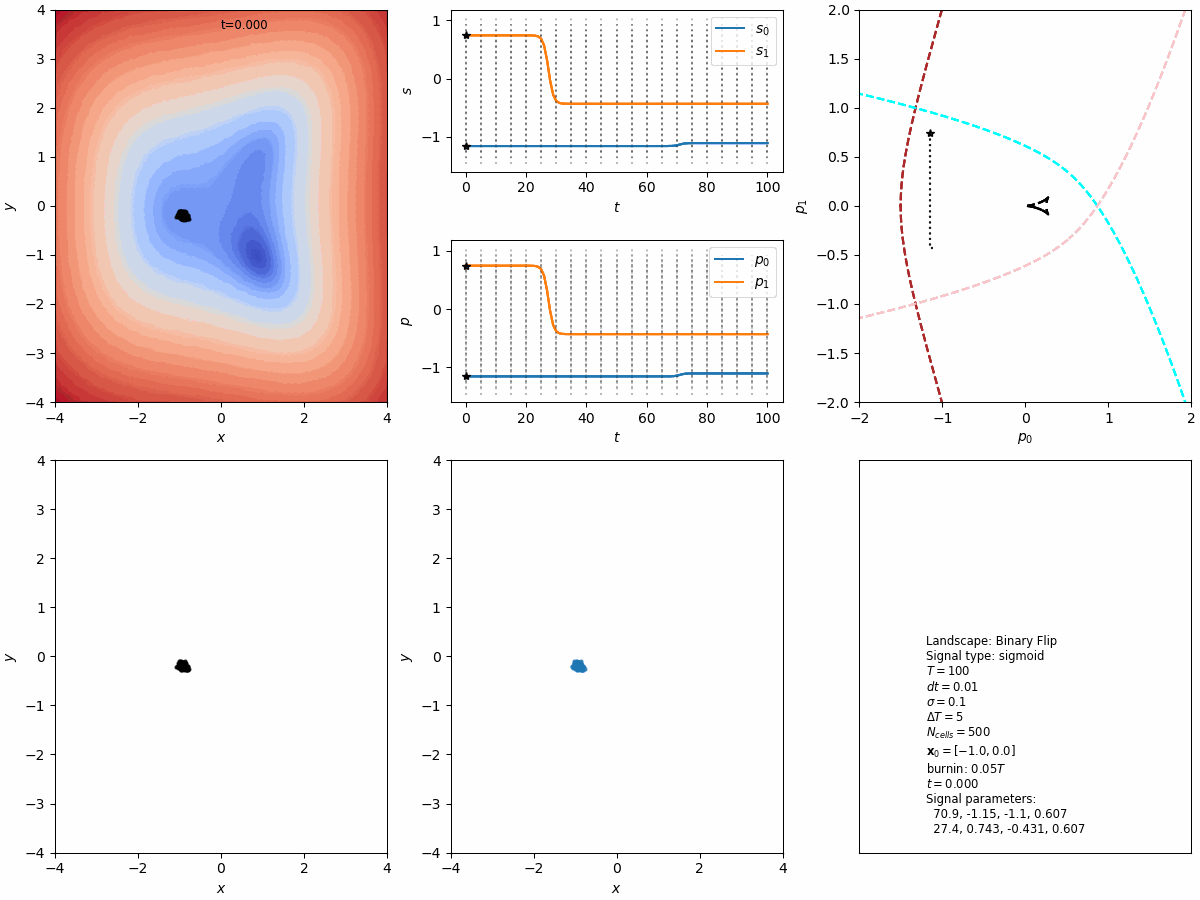 t=0.000
4
3
2
1
0
−1
−2
−3
−4
y
−4 −2 0 2 4
x
1
0
−1
s
s₀
s₁
0 20 40 60 80 100
t
1
0
−1
p
p₀
p₁
0 20 40 60 80 100
t
2.0
1.5
1.0
0.5
0.0
−0.5
−1.0
−1.5
−2.0
p₁
−2 −1 0 1 2
p₀
4
3
2
1
0
−1
−2
−3
−4
y
−4 −2 0 2 4
x
4
3
2
1
0
−1
−2
−3
−4
y
−4 −2 0 2 4
x
Landscape: Binary Flip
Signal type: sigmoid
T = 100
dt = 0.01
σ = 0.1
ΔT = 5
N_cells = 500
x₀ = [−1.0, 0.0]
burnin: 0.05T
t = 0.000
Signal parameters:
70.9, -1.15, -1.1, 0.607
27.4, 0.743, -0.431, 0.607